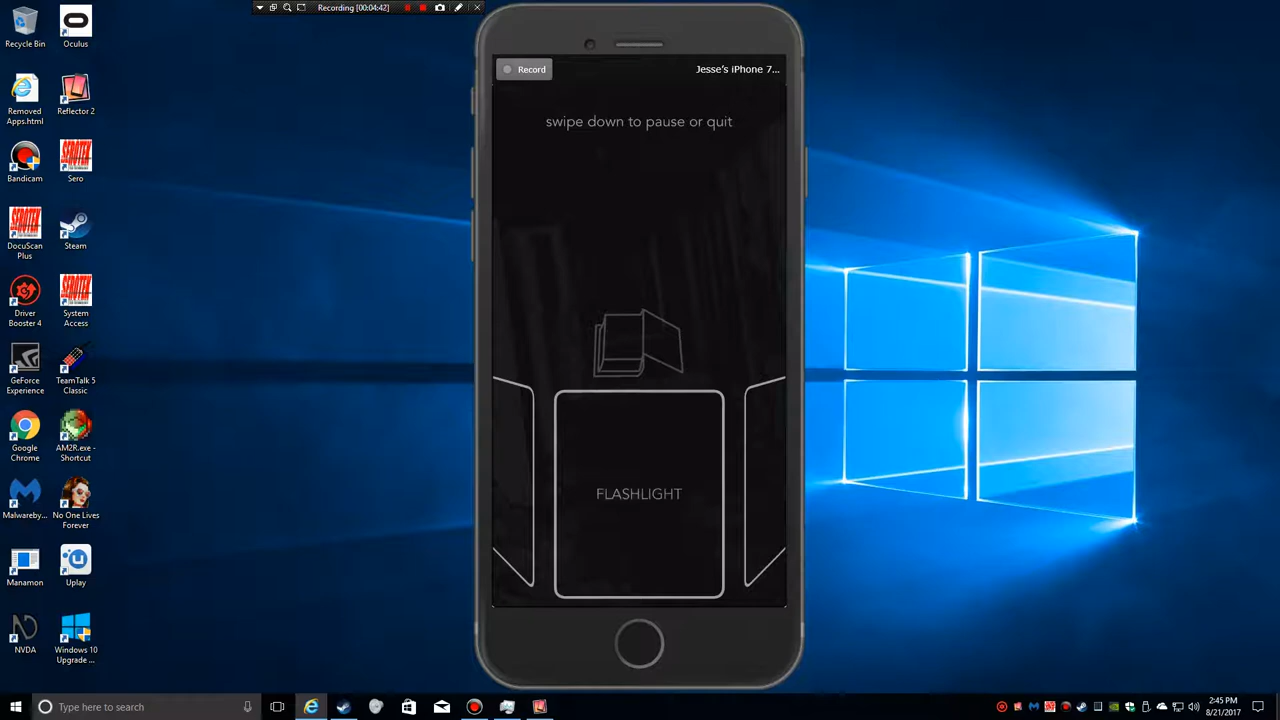 Recording [00:04:42]
Recycle Bin
Oculus
Removed Apps.html
Reflector 2
Bandicam
SEROTEK
Sero
SEROTEK
DocuScan Plus
Steam
Driver Booster 4
SEROTEK
System Access
GeForce Experience
TeamTalk 5 Classic
Google Chrome
AM2R.exe - Shortcut
Malwareby...
No One Lives Forever
Manamon
Uplay
NVDA
Windows 10 Upgrade ...
Record
Jesse's iPhone 7...
swipe down to pause or quit
FLASHLIGHT
Type here to search
2:45 PM
8/21/2017